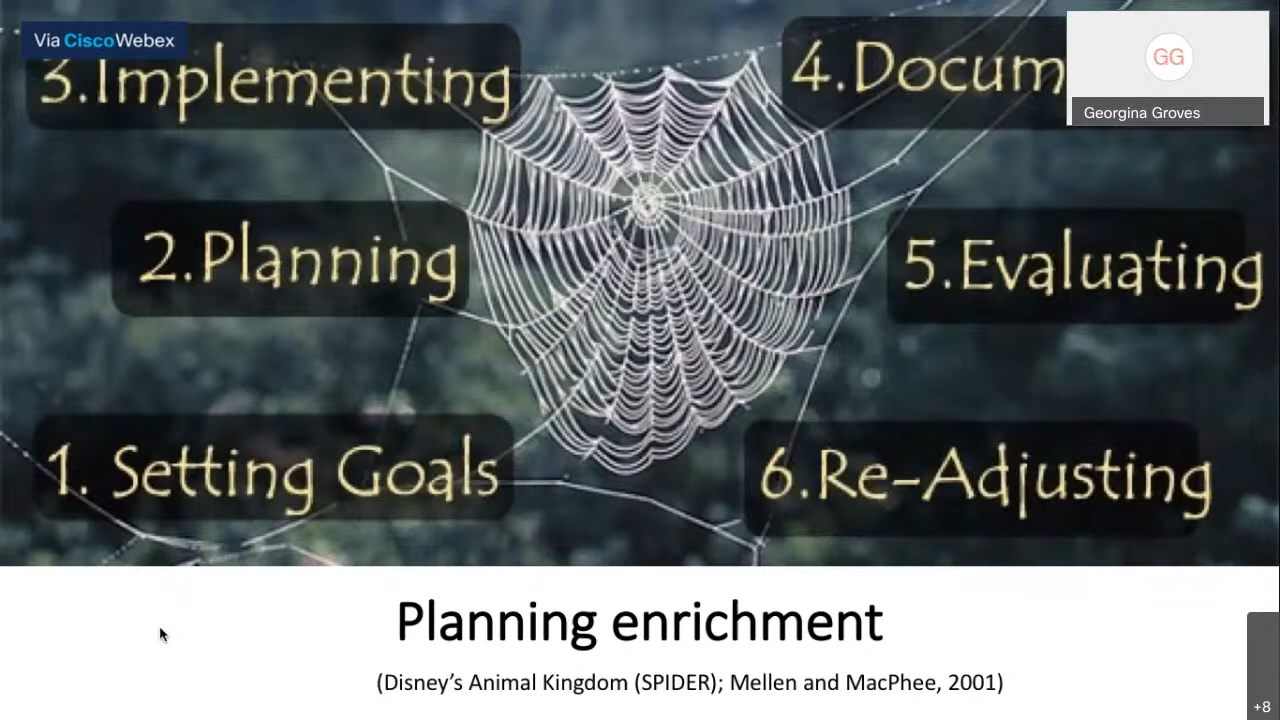 Via CiscoWebex
3.Implementing
4.Docum
GG
Georgina Groves
2.Planning
5.Evaluating
1. Setting Goals
6.Re-Adjusting
Planning enrichment
(Disney's Animal Kingdom (SPIDER); Mellen and MacPhee, 2001)
+8